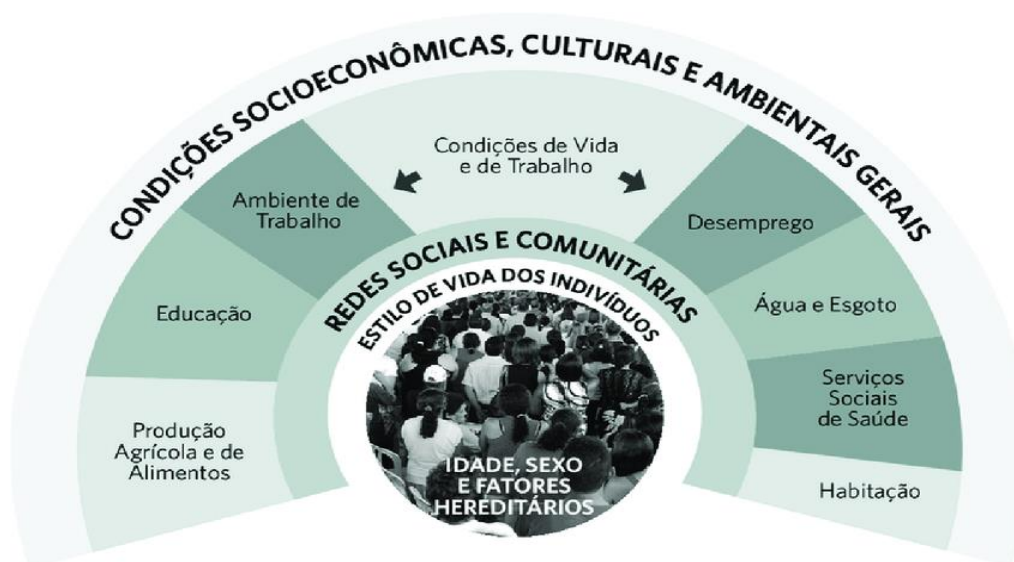 CONDIÇÕES SOCIOECONÔMICAS, CULTURAIS E AMBIENTAIS GERAIS
Condições de Vida
e de Trabalho
Ambiente de
Trabalho
Desemprego
Educação
Água e Esgoto
Produção
Agrícola e de
Alimentos
Serviços
Sociais
de Saúde
Habitação
REDES SOCIAIS E COMUNITÁRIAS
ESTILO DE VIDA DOS INDIVÍDUOS
IDADE, SEXO
E FATORES
HEREDITÁRIOS